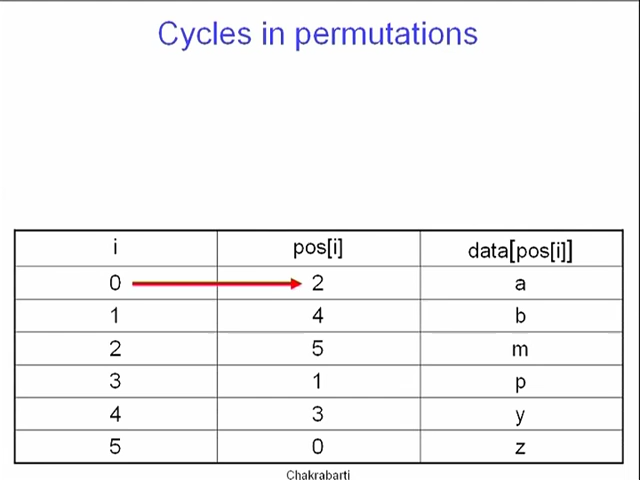 Cycles in permutations
i pos[i] data[pos[i]]
0 2 a
1 4 b
2 5 m
3 1 p
4 3 y
5 0 z
Chakrabarti